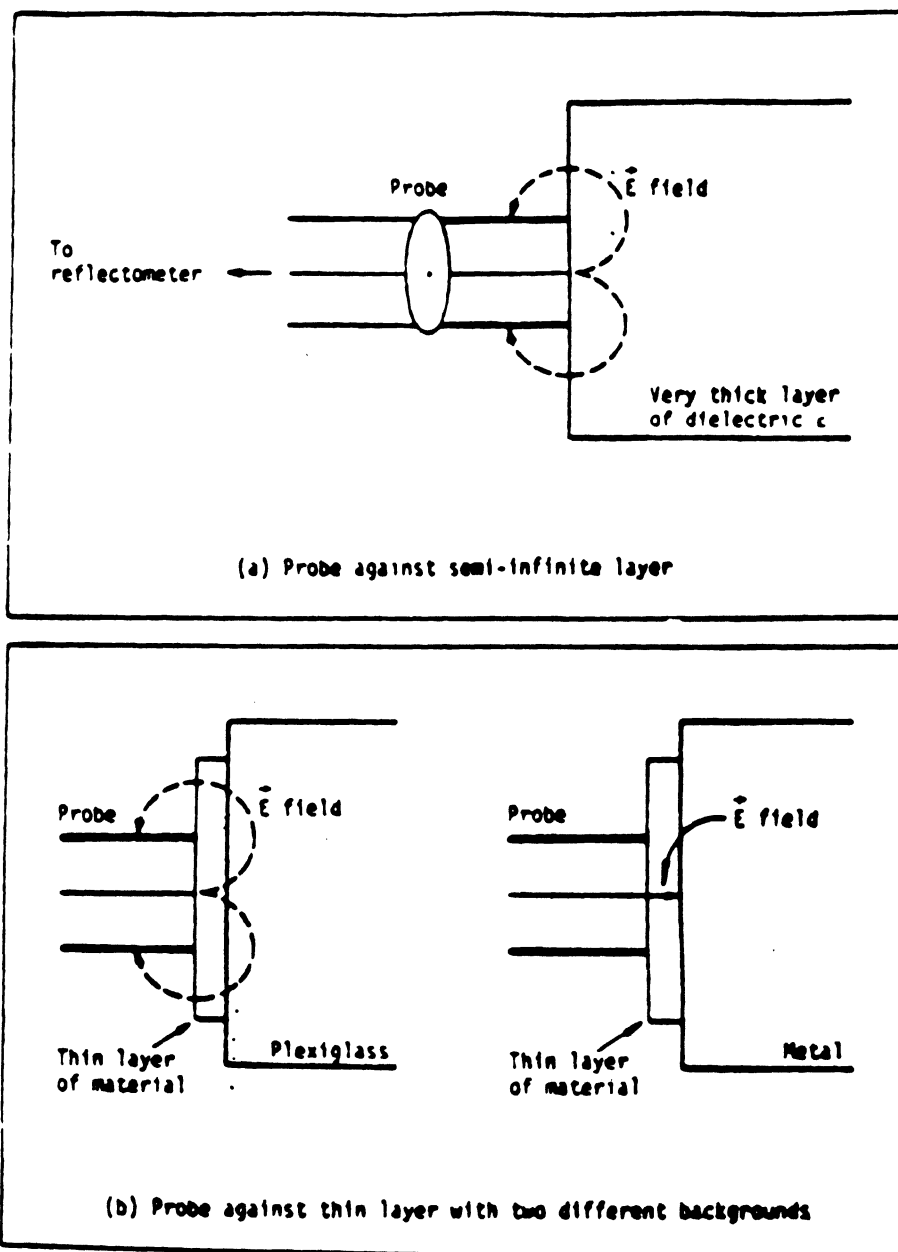 Probe
E field
To
reflectometer
Very thick layer
of dielectric ε
(a) Probe against semi-infinite layer
Probe
E field
Thin layer
of material
Plexiglass
Probe
E field
Thin layer
of material
Metal
(b) Probe against thin layer with two different backgrounds